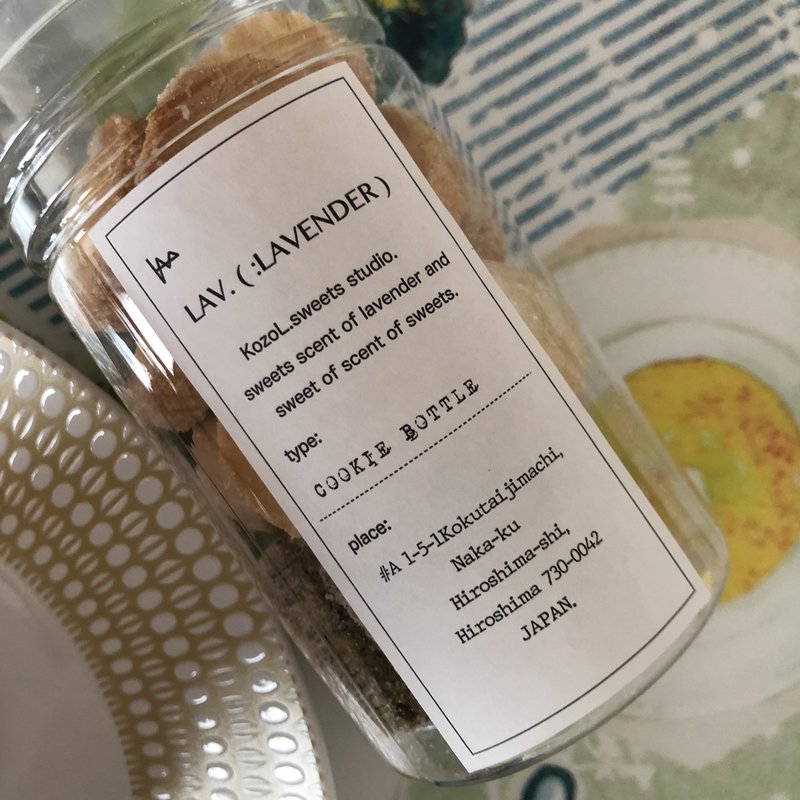 LAV. ( :LAVENDER )
KozoL.sweets studio.
sweets scent of lavender and
sweet of scent of sweets.
type:
COOKIE BOTTLE
place:
#A 1-5-1Kokutaijimachi,
Naka-ku
Hiroshima-shi,
Hiroshima 730-0042
JAPAN.